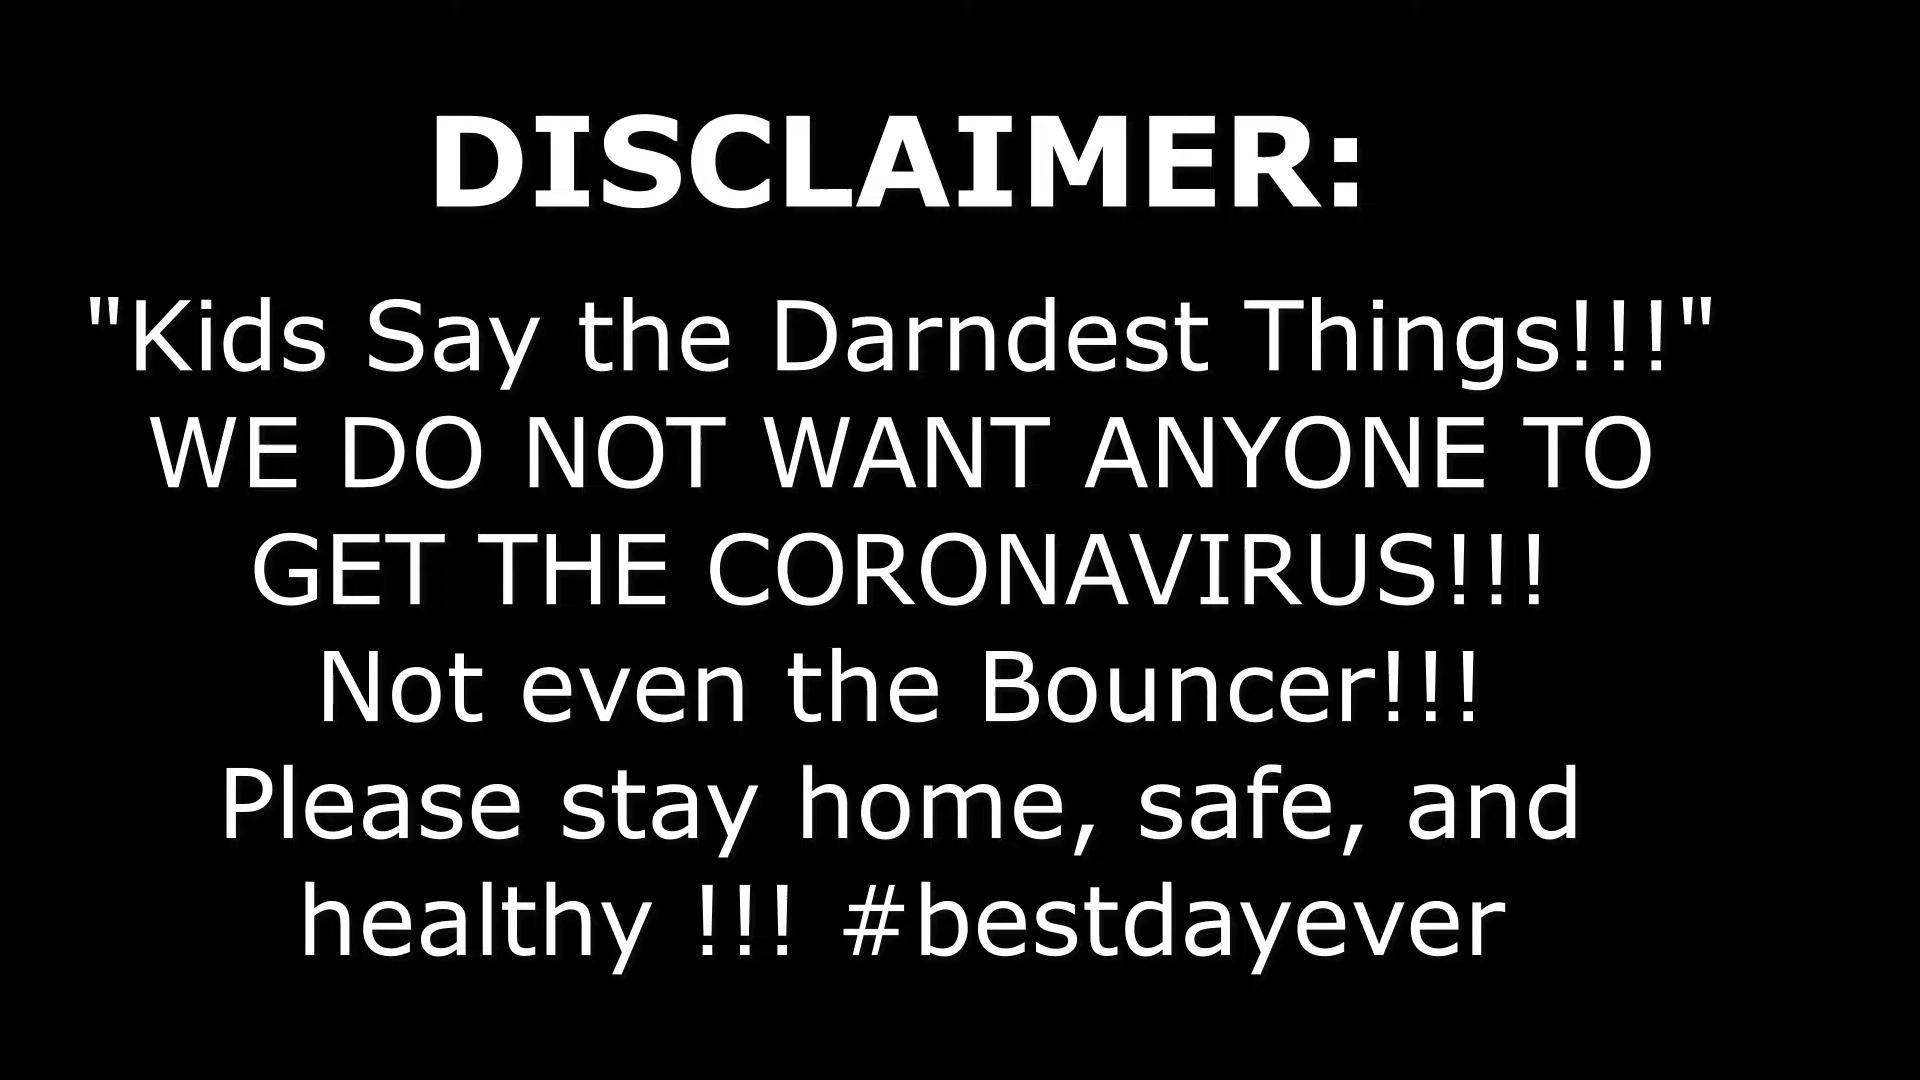 DISCLAIMER:
"Kids Say the Darndest Things!!!"
WE DO NOT WANT ANYONE TO
GET THE CORONAVIRUS!!!
Not even the Bouncer!!!
Please stay home, safe, and
healthy !!! #bestdayever